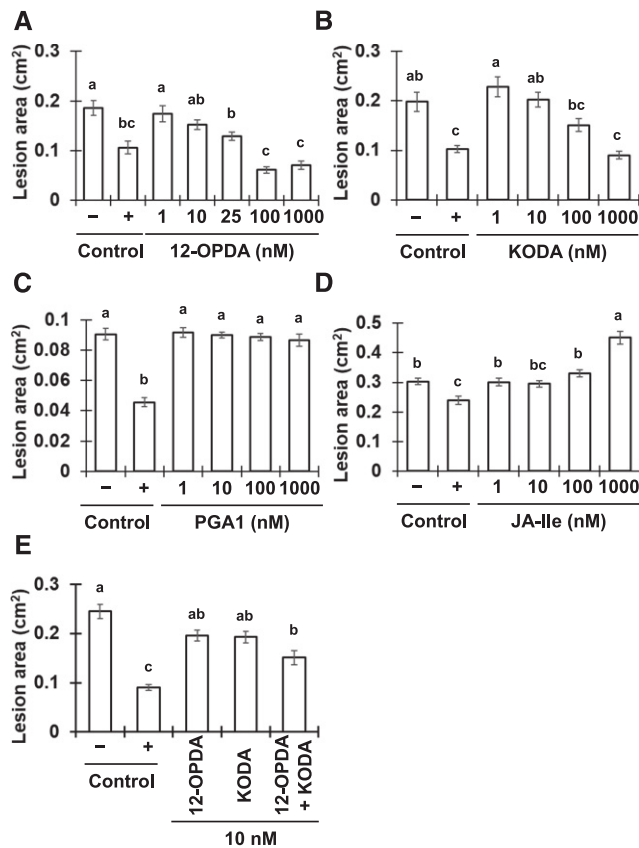 A
Lesion area (cm²)
0.3
0.2
0.1
0
a
bc
a
ab
b
c
c
− + 1 10 25 100 1000
Control 12-OPDA (nM)
B
Lesion area (cm²)
0.3
0.2
0.1
0
ab
c
a
ab
bc
c
− + 1 10 100 1000
Control KODA (nM)
C
Lesion area (cm²)
0.1
0.08
0.06
0.04
0.02
0
a
b
a
a
a
a
− + 1 10 100 1000
Control PGA1 (nM)
D
Lesion area (cm²)
0.5
0.4
0.3
0.2
0.1
0
b
c
b
bc
b
a
− + 1 10 100 1000
Control JA-Ile (nM)
E
Lesion area (cm²)
0.3
0.2
0.1
0
a
c
ab
ab
b
− +
Control
12-OPDA
KODA
12-OPDA
+ KODA
10 nM